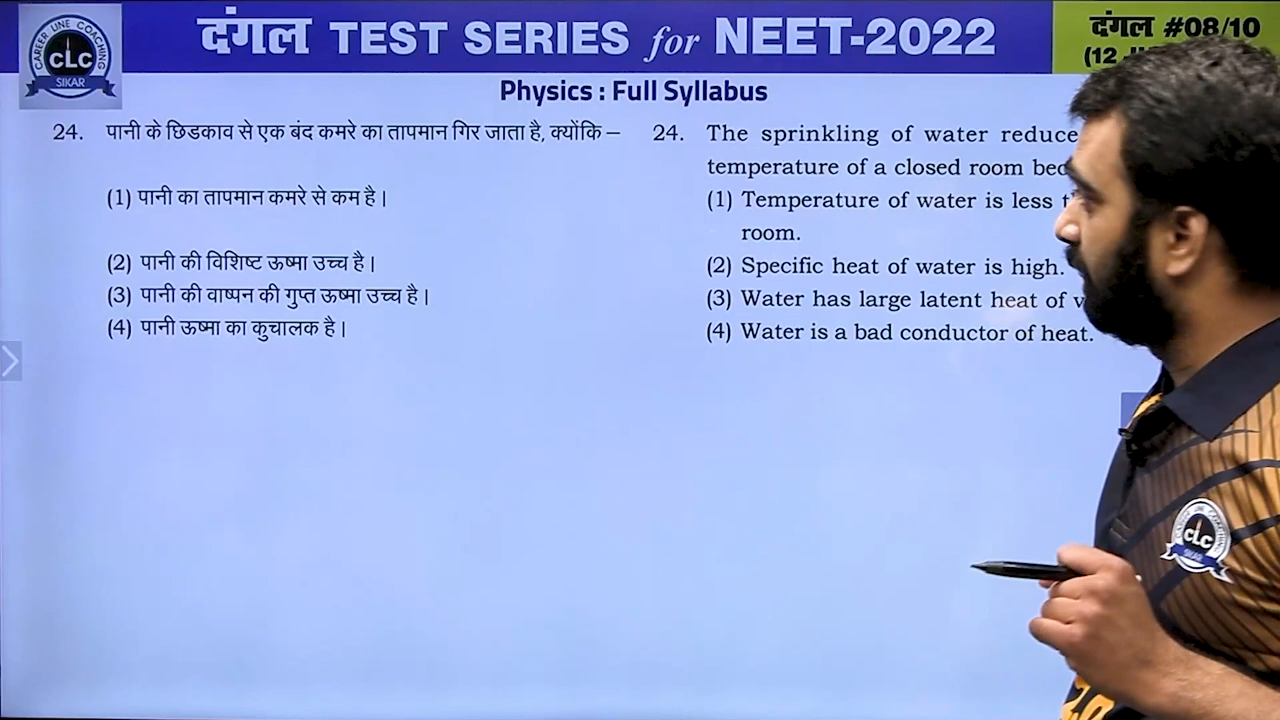 CAREER LINE COACHING
CLC
SIKAR
दंगल TEST SERIES for NEET-2022
दंगल #08/10
(12
Physics : Full Syllabus
24. पानी के छिडकाव से एक बंद कमरे का तापमान गिर जाता है, क्योंकि –
(1) पानी का तापमान कमरे से कम है।
(2) पानी की विशिष्ट ऊष्मा उच्च है।
(3) पानी की वाष्पन की गुप्त ऊष्मा उच्च है।
(4) पानी ऊष्मा का कुचालक है।
24. The sprinkling of water reduce
temperature of a closed room
(1) Temperature of water is less
room.
(2) Specific heat of water is high.
(3) Water has large latent heat of
(4) Water is a bad conductor of heat.
CLC
SIKAR